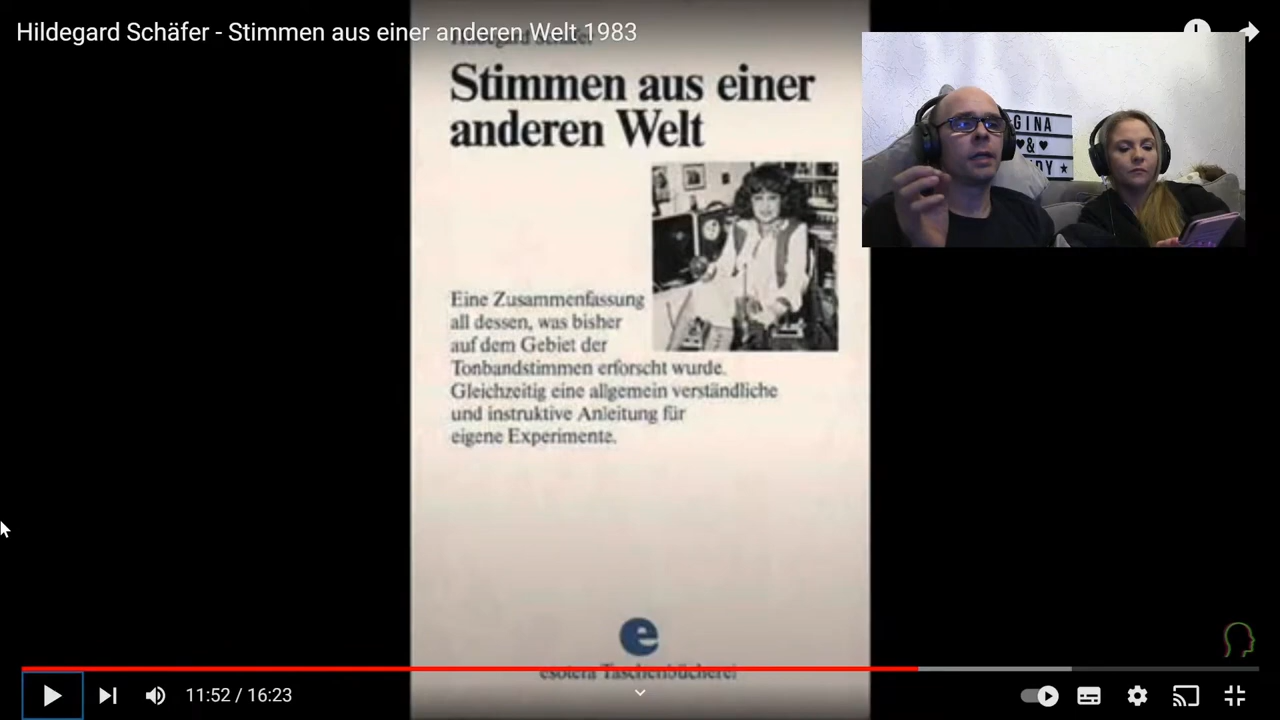 Hildegard Schäfer - Stimmen aus einer anderen Welt 1983
Stimmen aus einer
anderen Welt
GINA
♥&♥
DY ★
Eine Zusammenfassung
all dessen, was bisher
auf dem Gebiet der
Tonbandstimmen erforscht wurde.
Gleichzeitig eine allgemein verständliche
und instruktive Anleitung für
eigene Experimente.
e
esotera Taschenbücherei
11:52 / 16:23